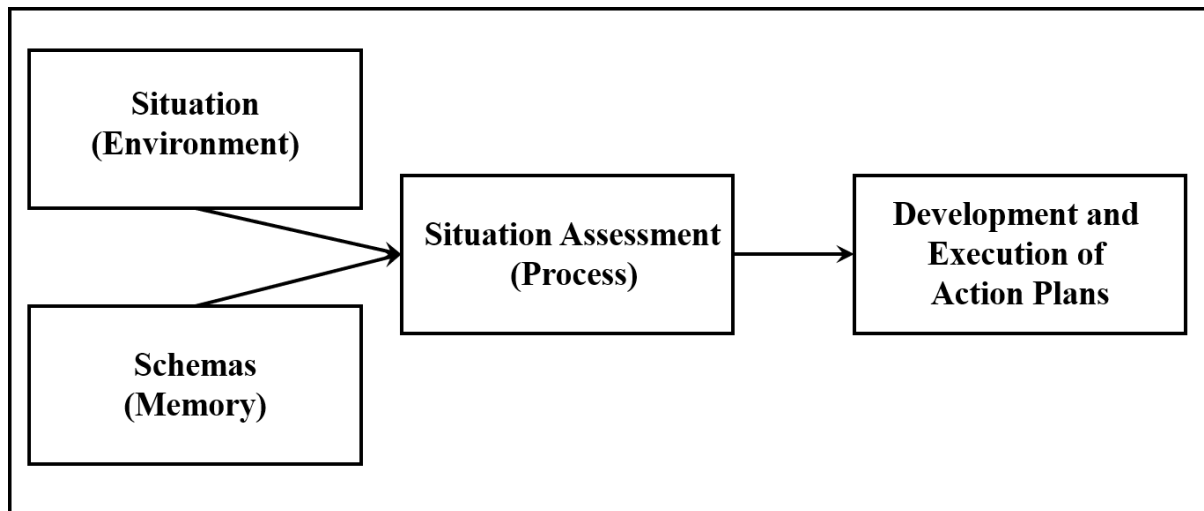 Situation
(Environment)
Schemas
(Memory)
Situation Assessment
(Process)
Development and
Execution of
Action Plans